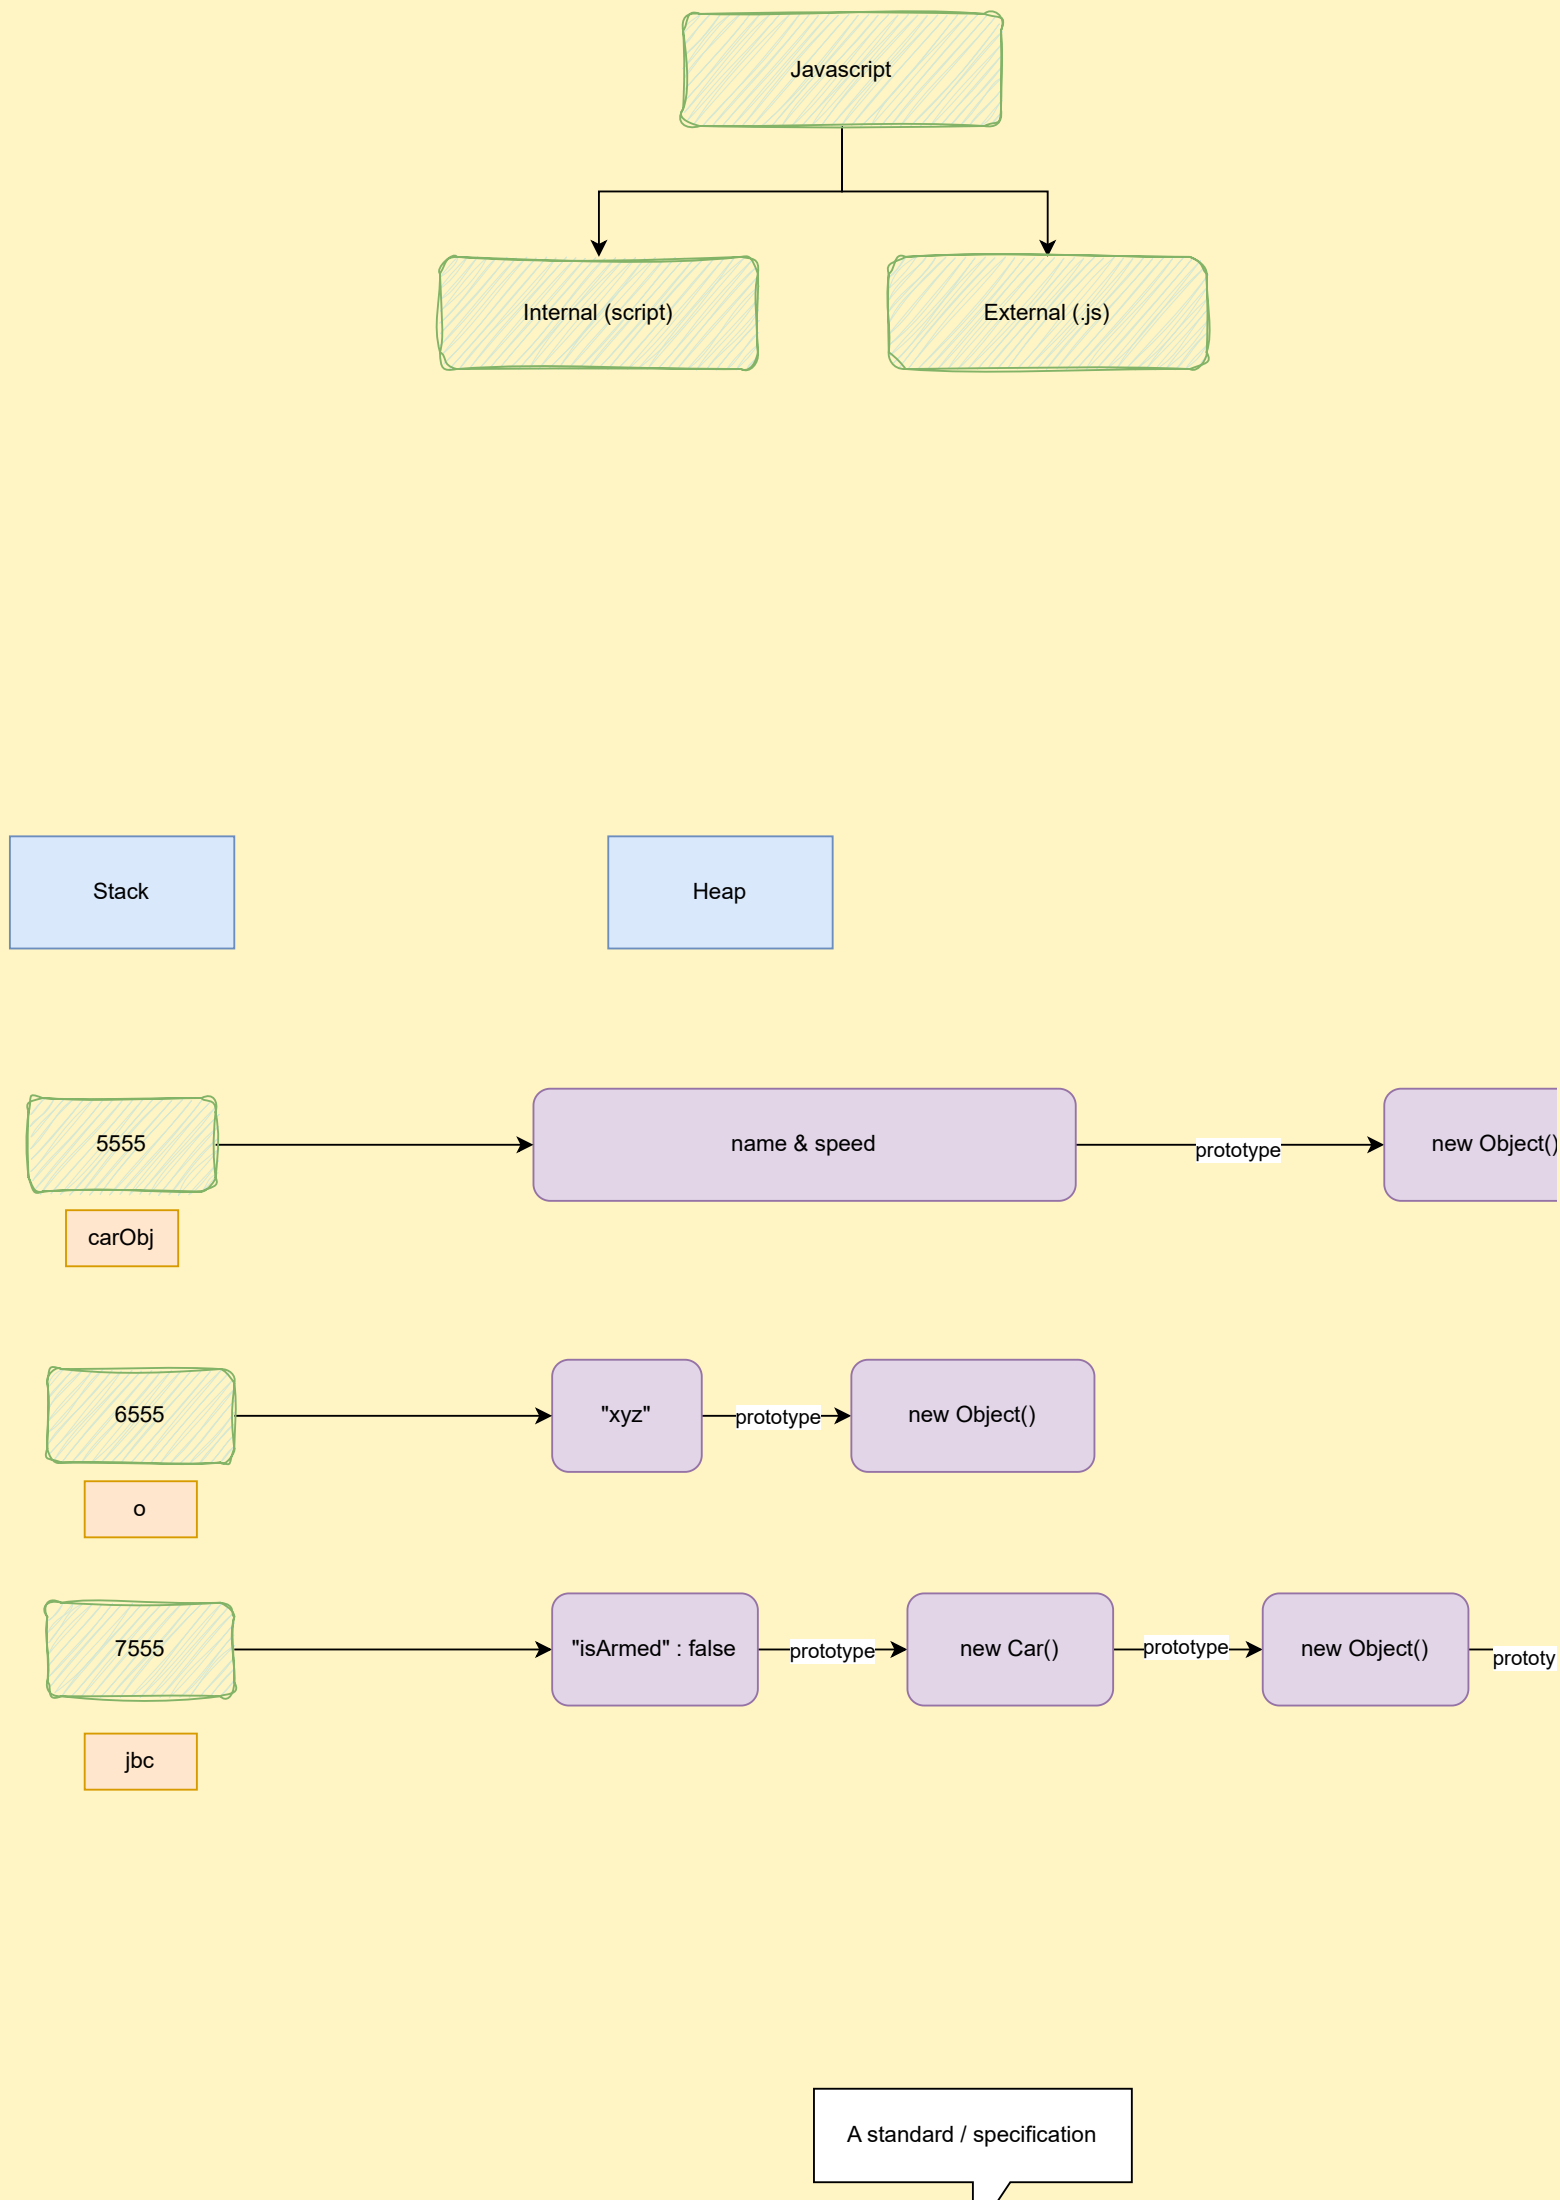 Javascript
Internal (script)
External (.js)
Stack
Heap
5555
name & speed
prototype
new Object()
carObj
6555
"xyz"
prototype
new Object()
o
7555
"isArmed" : false
prototype
new Car()
prototype
new Object()
prototy
jbc
A standard / specification